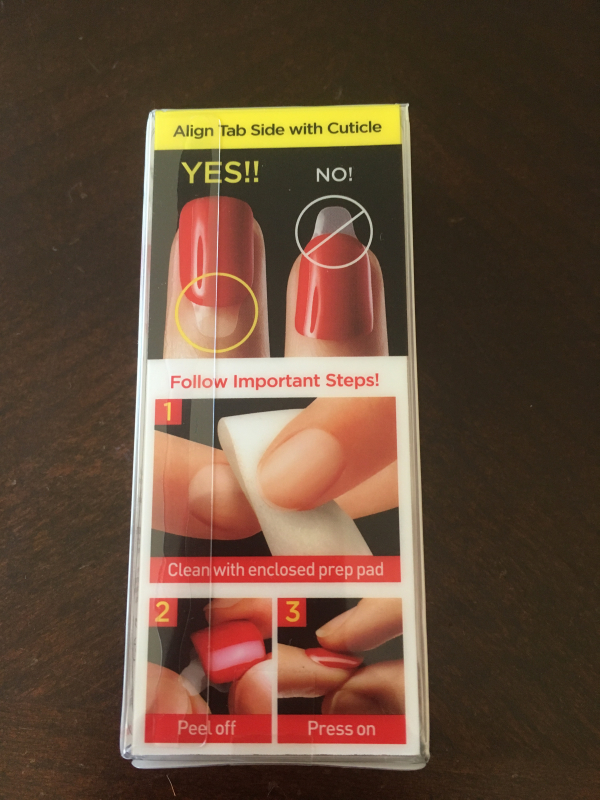 Align Tab Side with Cuticle
YES!!
NO!
Follow Important Steps!
1
Clean with enclosed prep pad
2
Peel off
3
Press on